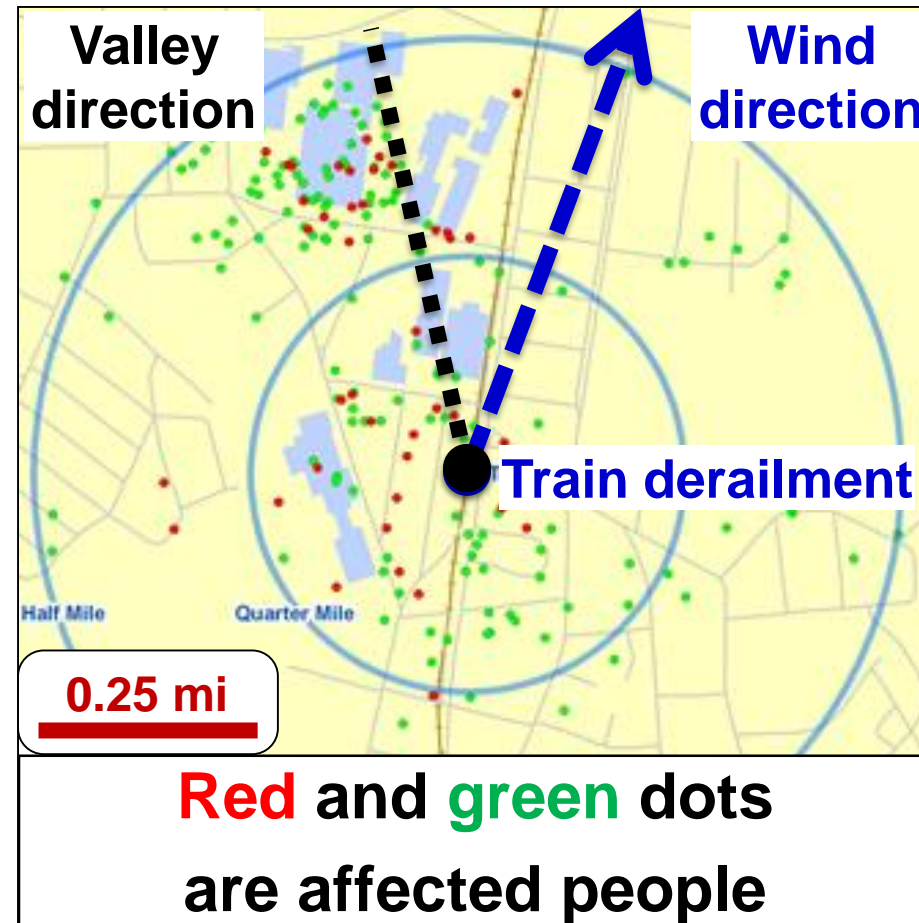 Valley
direction
Wind
direction
Train derailment
Half Mile
Quarter Mile
0.25 mi
Red and green dots
are affected people